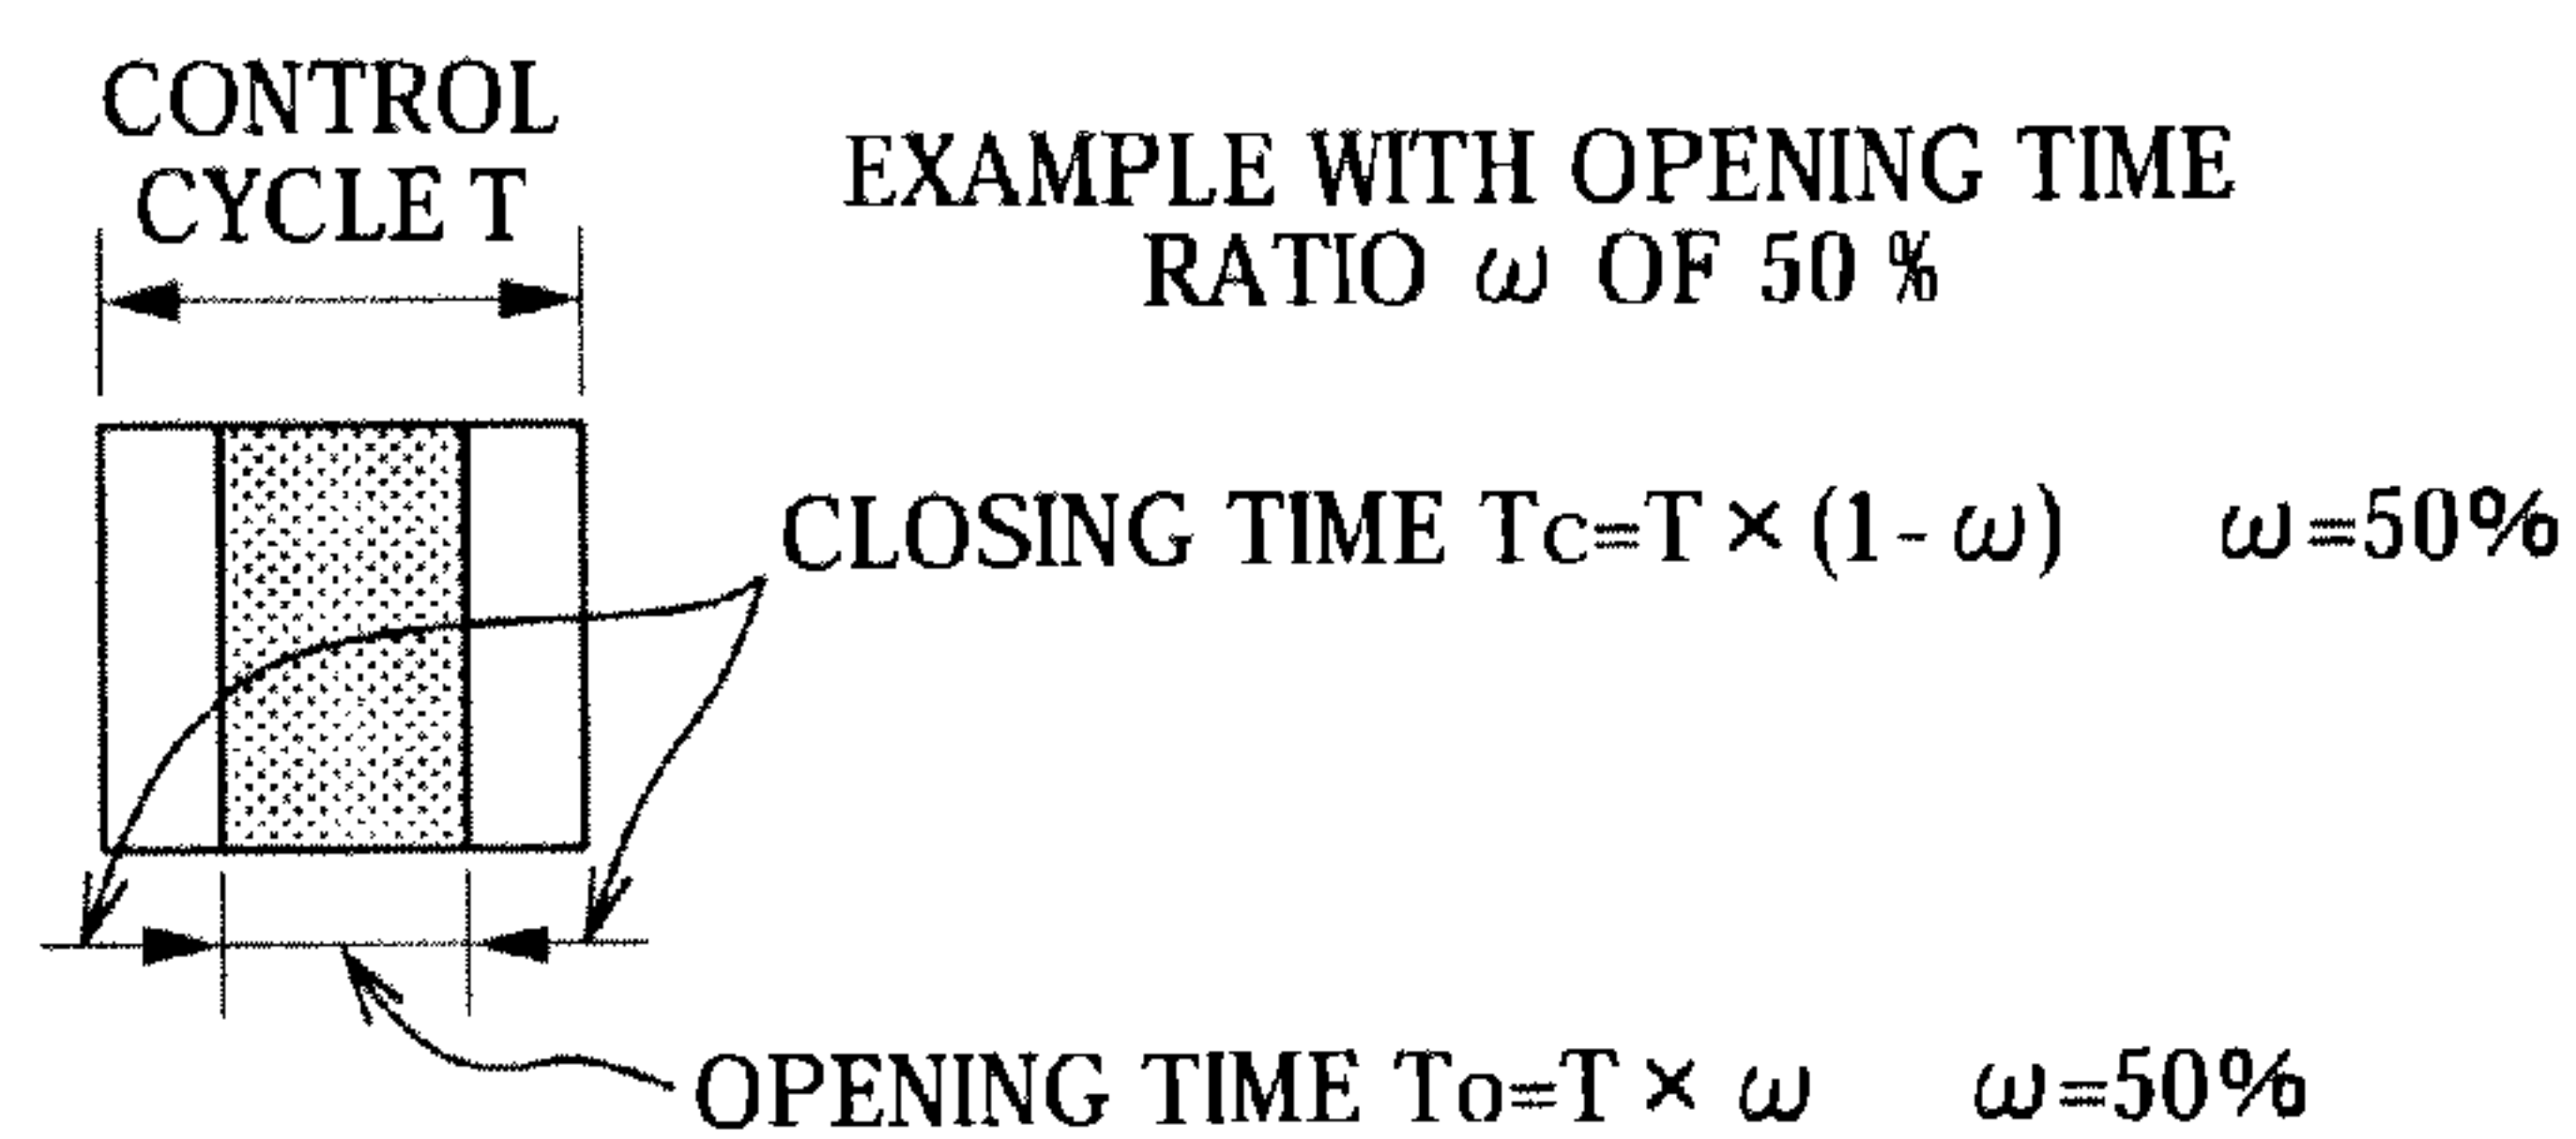 CONTROL
CYCLE T
EXAMPLE WITH OPENING TIME
RATIO ω OF 50 %
CLOSING TIME Tc=T×(1-ω) ω=50%
OPENING TIME To=T× ω ω=50%